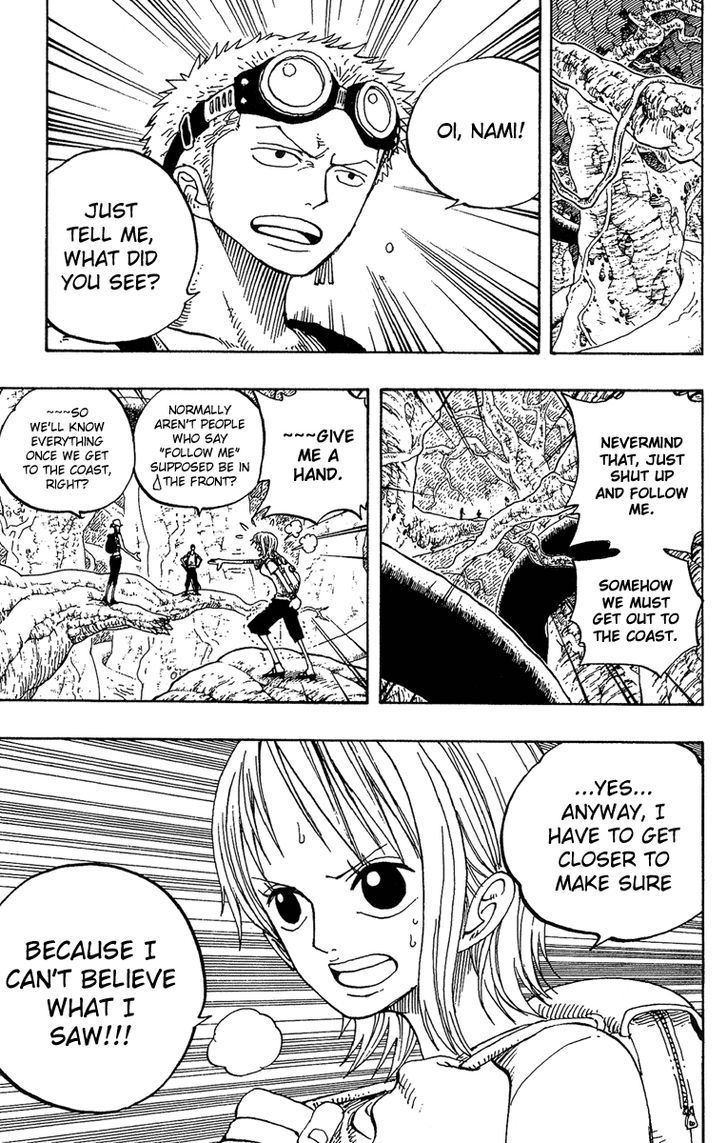 OI, NAMI!
JUST
TELL ME,
WHAT DID
YOU SEE?
NEVERMIND
THAT, JUST
SHUT UP
AND FOLLOW
ME.
SOMEHOW
WE MUST
GET OUT TO
THE COAST.
~~~GIVE
ME A
HAND.
NORMALLY
AREN'T PEOPLE
WHO SAY
"FOLLOW ME"
SUPPOSED BE IN
THE FRONT?
~~~SO
WE'LL KNOW
EVERYTHING
ONCE WE GET
TO THE COAST,
RIGHT?
...YES...
ANYWAY, I
HAVE TO GET
CLOSER TO
MAKE SURE
BECAUSE I
CAN'T BELIEVE
WHAT I
SAW!!!